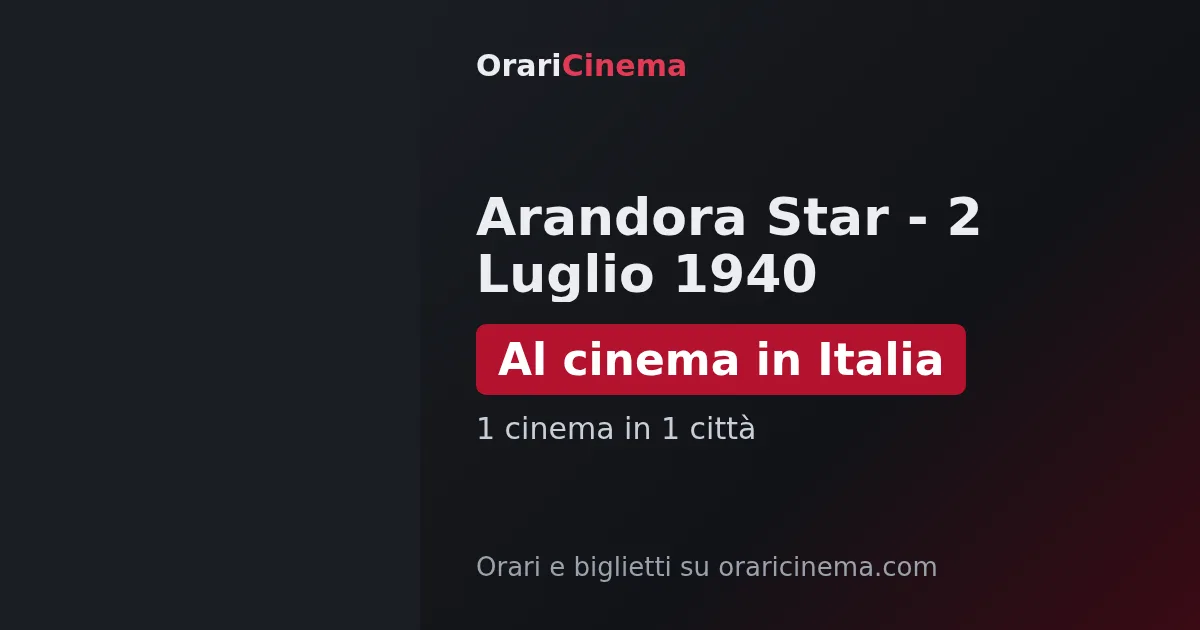 OrariCinema
Arandora Star - 2
Luglio 1940
Al cinema in Italia
1 cinema in 1 città
Orari e biglietti su oraricinema.com